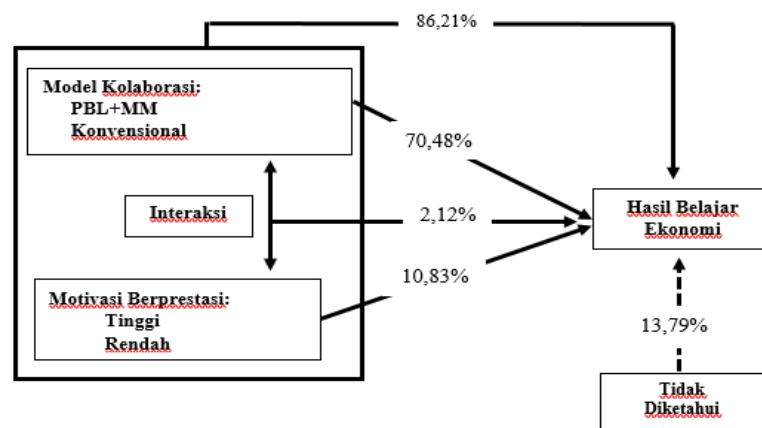 86,21%
Model Kolaborasi:
PBL+MM
Konvensional
70,48%
Interaksi
2,12%
Hasil Belajar
Ekonomi
10,83%
Motivasi Berprestasi:
Tinggi
Rendah
13,79%
Tidak
Diketahui